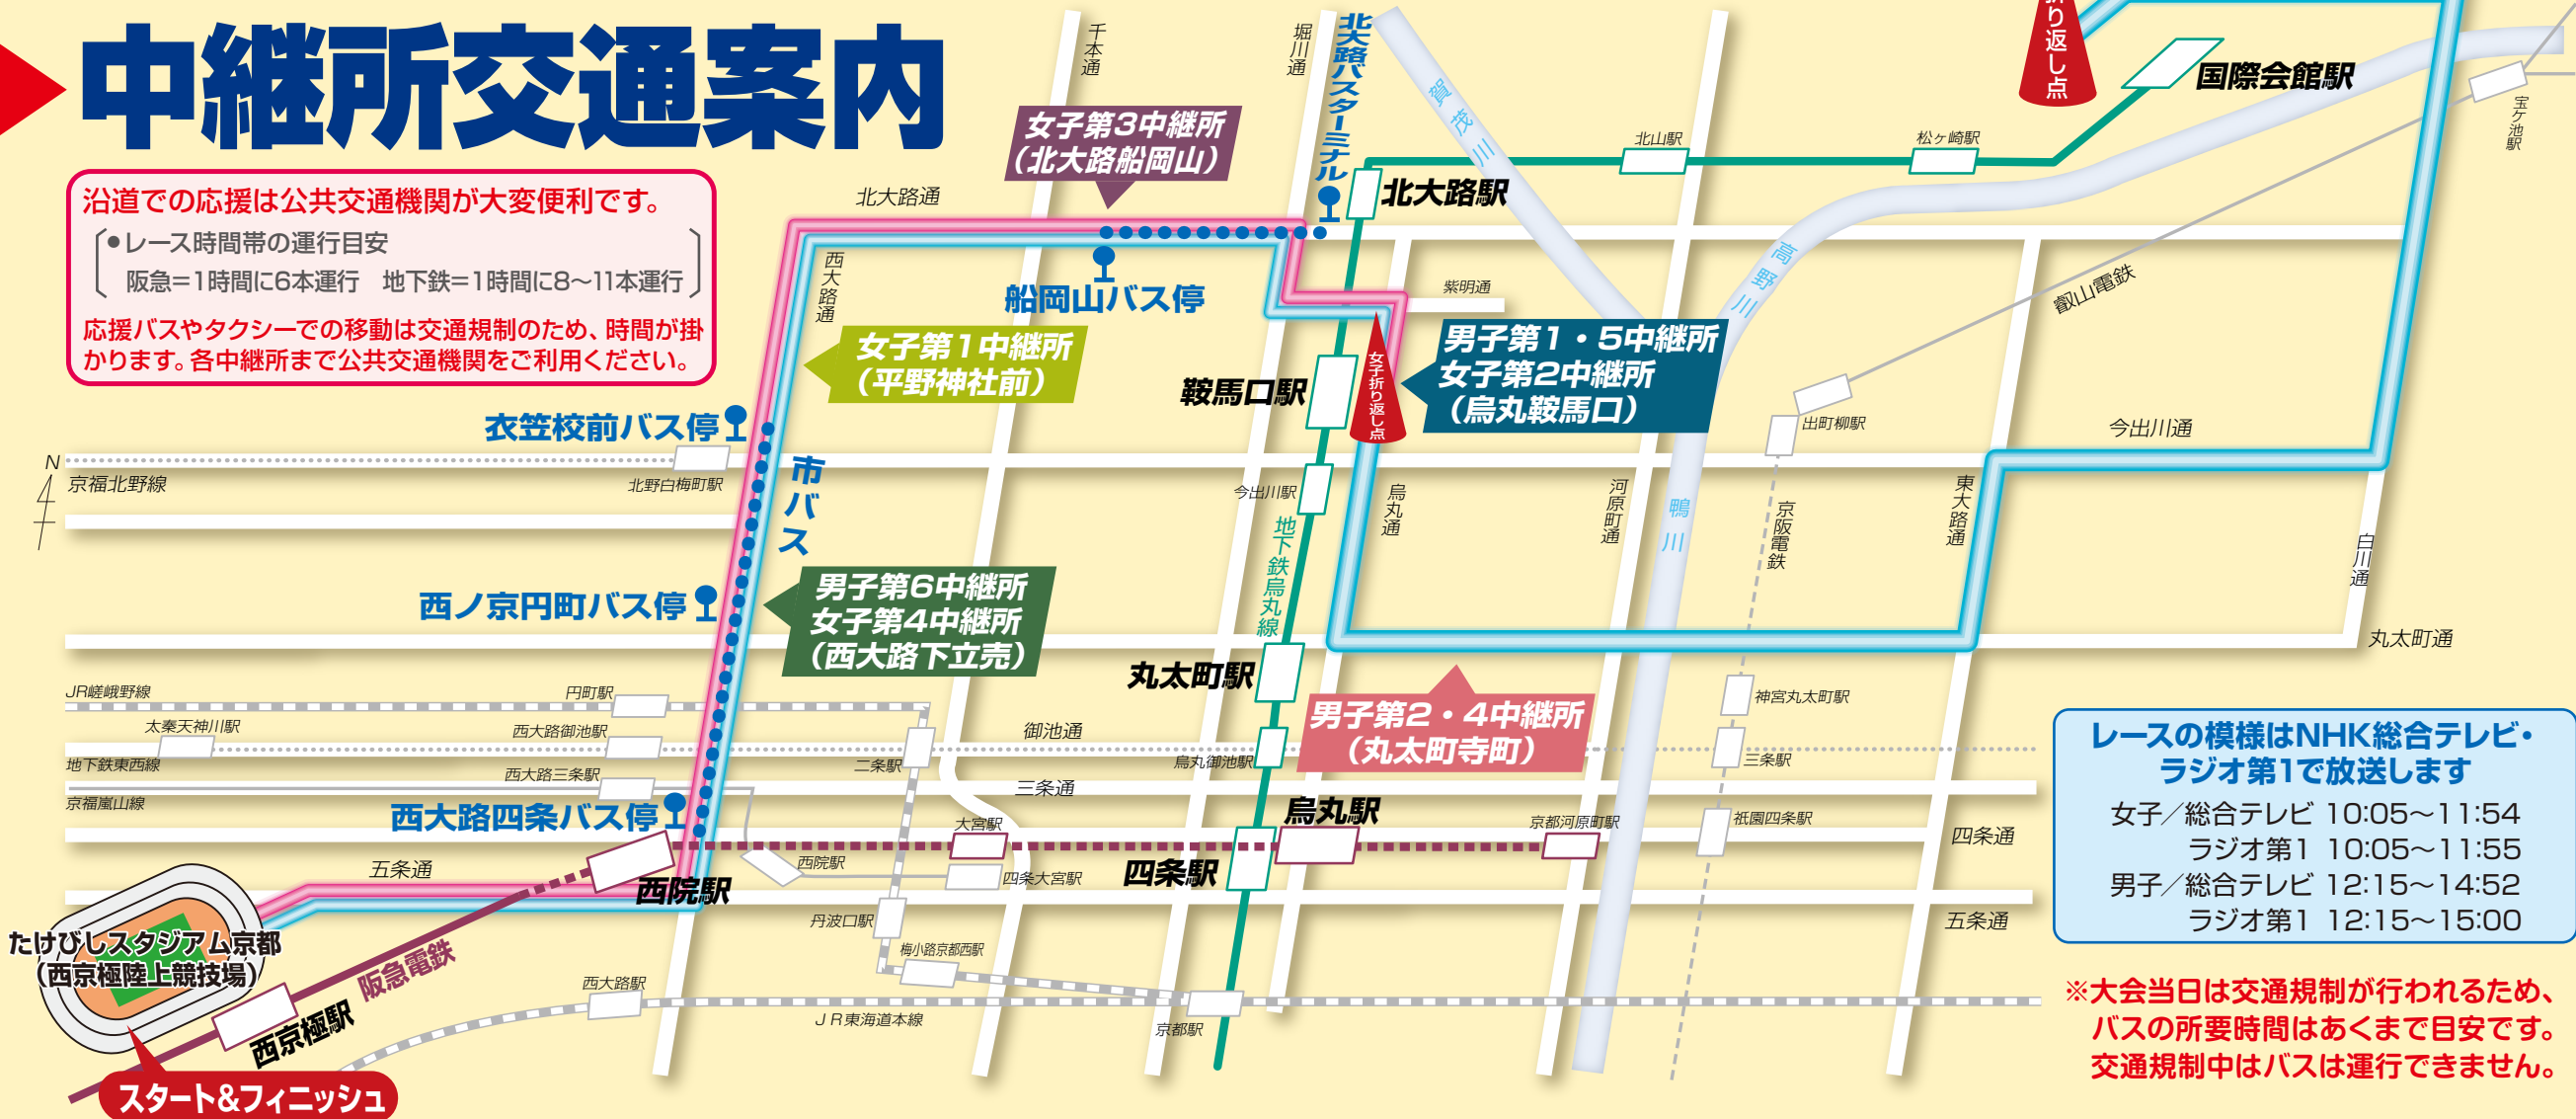 中継所交通案内
沿道での応援は公共交通機関が大変便利です。
●レース時間帯の運行目安
阪急=1時間に6本運行　地下鉄=1時間に8〜11本運行
応援バスやタクシーでの移動は交通規制のため、時間が掛
かります。各中継所まで公共交通機関をご利用ください。
千本通
堀川通
北大路バスターミナル
賀茂川
り返し点
国際会館駅
宝ケ池駅
北山駅
松ヶ崎駅
女子第3中継所
(北大路船岡山)
北大路通
北大路駅
西大路通
船岡山バス停
紫明通
高野川
叡山電鉄
女子第1中継所
(平野神社前)
鞍馬口駅
女子折り返し点
男子第1・5中継所
女子第2中継所
(烏丸鞍馬口)
出町柳駅
今出川通
衣笠校前バス停
N
京福北野線
北野白梅町駅
市バス
今出川駅
地下鉄烏丸線
烏丸通
河原町通
鴨川
京阪電鉄
東大路通
白川通
西ノ京円町バス停
男子第6中継所
女子第4中継所
(西大路下立売)
丸太町通
丸太町駅
男子第2・4中継所
(丸太町寺町)
神宮丸太町駅
JR嵯峨野線
円町駅
太秦天神川駅
西大路御池駅
御池通
地下鉄東西線
二条駅
烏丸御池駅
三条駅
西大路三条駅
三条通
京福嵐山線
西大路四条バス停
大宮駅
烏丸駅
京都河原町駅
祇園四条駅
四条通
五条通
西院駅
西院駅
四条大宮駅
四条駅
丹波口駅
五条通
梅小路京都西駅
たけびしスタジアム京都
(西京極陸上競技場)
阪急電鉄
西京極駅
西大路駅
JR東海道本線
京都駅
スタート&フィニッシュ
レースの模様はNHK総合テレビ・
ラジオ第1で放送します
女子／総合テレビ 10:05〜11:54
ラジオ第1 10:05〜11:55
男子／総合テレビ 12:15〜14:52
ラジオ第1 12:15〜15:00
※大会当日は交通規制が行われるため、
バスの所要時間はあくまで目安です。
交通規制中はバスは運行できません。